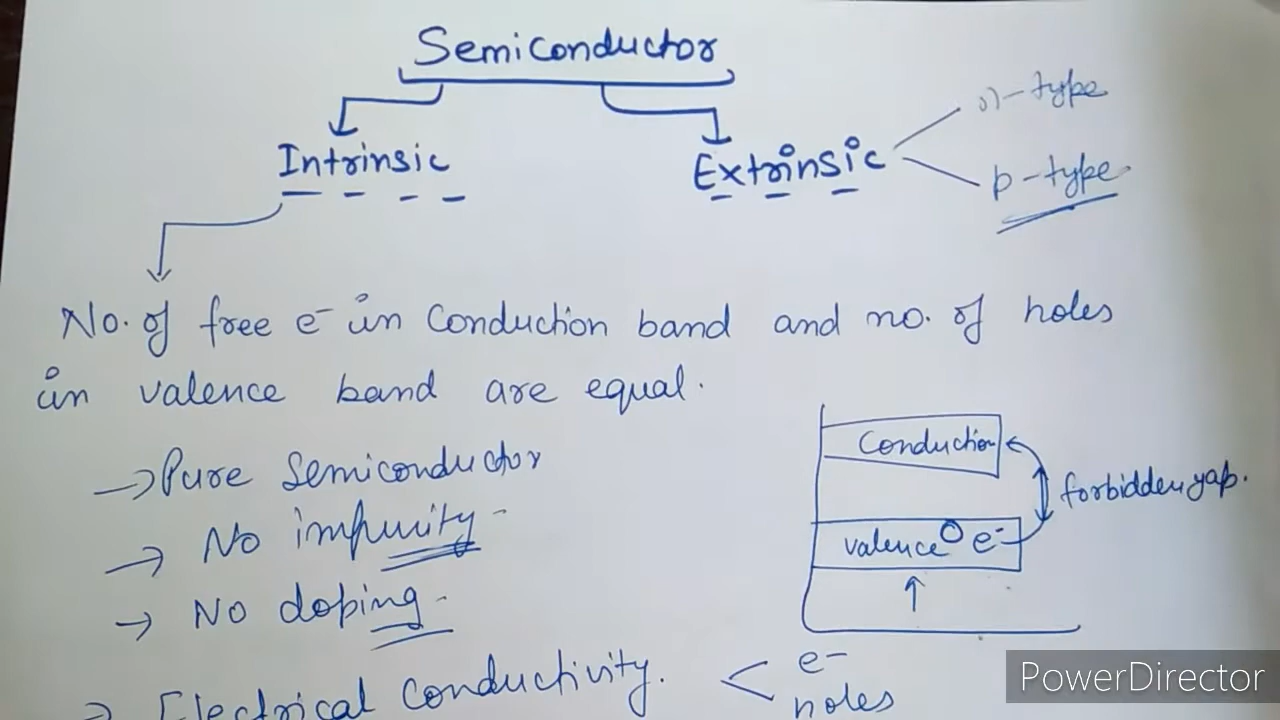 Semiconductor
Intrinsic
Extrinsic
n-type
p-type
No. of free e⁻ in conduction band and no. of holes
in valence band are equal.
→ Pure semiconductor
→ No impurity -
→ No doping -
Conduction
forbidden gap.
valence e⁻
→ Electrical conductivity. < e⁻
holes
PowerDirector